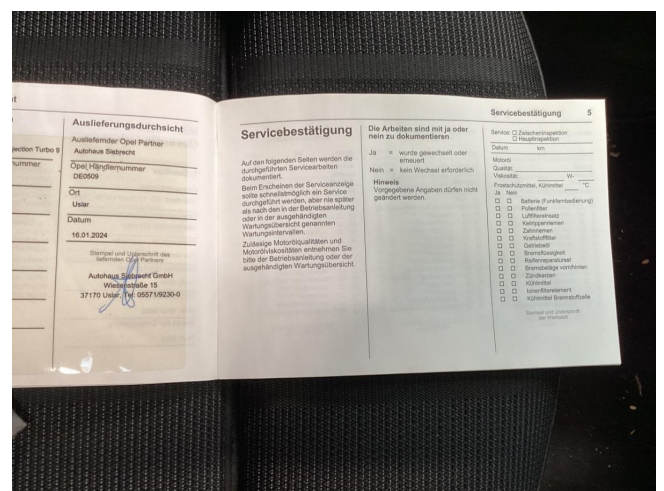 t
ection Turbo S
ummer
Auslieferungsdurchsicht
Ausliefernder Opel Partner
Autohaus Siebrecht
Opel Händlernummer
DE0509
Ort
Uslar
Datum
16.01.2024
Stempel und Unterschrift des
liefernden Opel Partners
Autohaus Siebrecht GmbH
Wiesenstraße 15
37170 Uslar, Tel. 05571/9230-0
Servicebestätigung
Auf den folgenden Seiten werden die
durchgeführten Servicearbeiten
dokumentiert.
Beim Erscheinen der Serviceanzeige
sollte schnellstmöglich ein Service
durchgeführt werden, aber nie später
als nach den in der Betriebsanleitung
oder in der ausgehändigten
Wartungsübersicht genannten
Wartungsintervallen.
Zulässige Motorölqualitäten und
Motorölviskositäten entnehmen Sie
bitte der Betriebsanleitung oder der
ausgehändigten Wartungsübersicht.
Die Arbeiten sind mit ja oder
nein zu dokumentieren
Ja = wurde gewechselt oder
erneuert
Nein = kein Wechsel erforderlich
Hinweis
Vorgegebene Angaben dürfen nicht
geändert werden.
Servicebestätigung 5
Service: Zwischeninspektion
Hauptinspektion
Datum km
Motoröl
Qualität:
Viskosität: W-
Frostschutzmittel, Kühlmittel °C
Ja Nein
Batterie (Funkfernbedienung)
Pollenfilter
Luftfiltereinsatz
Keilrippenriemen
Zahnriemen
Kraftstofffilter
Getriebeöl
Bremsflüssigkeit
Reifenreparaturset
Bremsbeläge vorn/hinten
Zündkerzen
Kühlmittel
Ionenfilterelement
Kühlmittel Brennstoffzelle
Stempel und Unterschrift
der Werkstatt